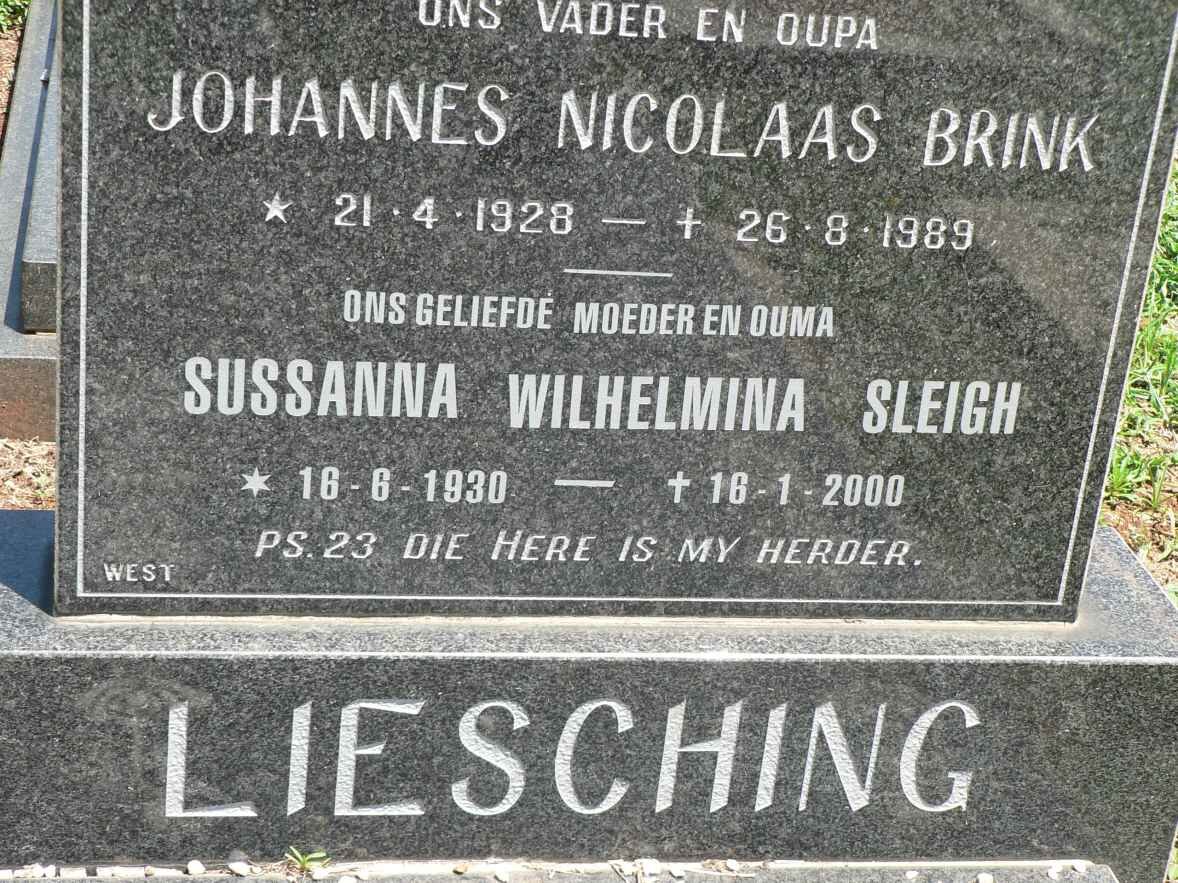 ONS VADER EN OUPA
JOHANNES NICOLAAS BRINK
★ 21·4·1928 — † 26·8·1989
ONS GELIEFDE MOEDER EN OUMA
SUSSANNA WILHELMINA SLEIGH
★ 16-6-1930 — † 16-1-2000
PS.23 DIE HERE IS MY HERDER.
WEST
LIESCHING